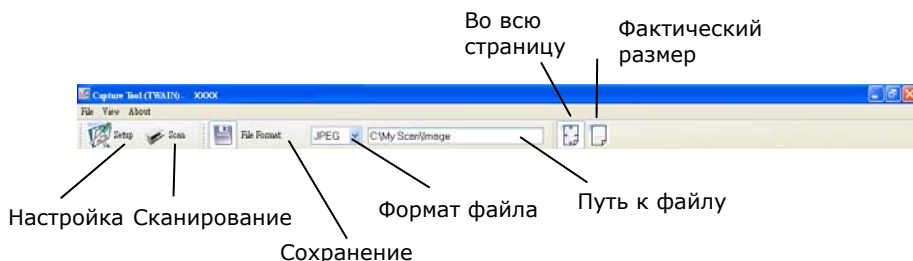 Во всю
страницу
Фактический
размер
Capture Tool (TWAIN) - XXXX
File View About
Setup Scan File Format: JPEG C:\My Scan\Image
Настройка Сканирование
Формат файла
Путь к файлу
Сохранение